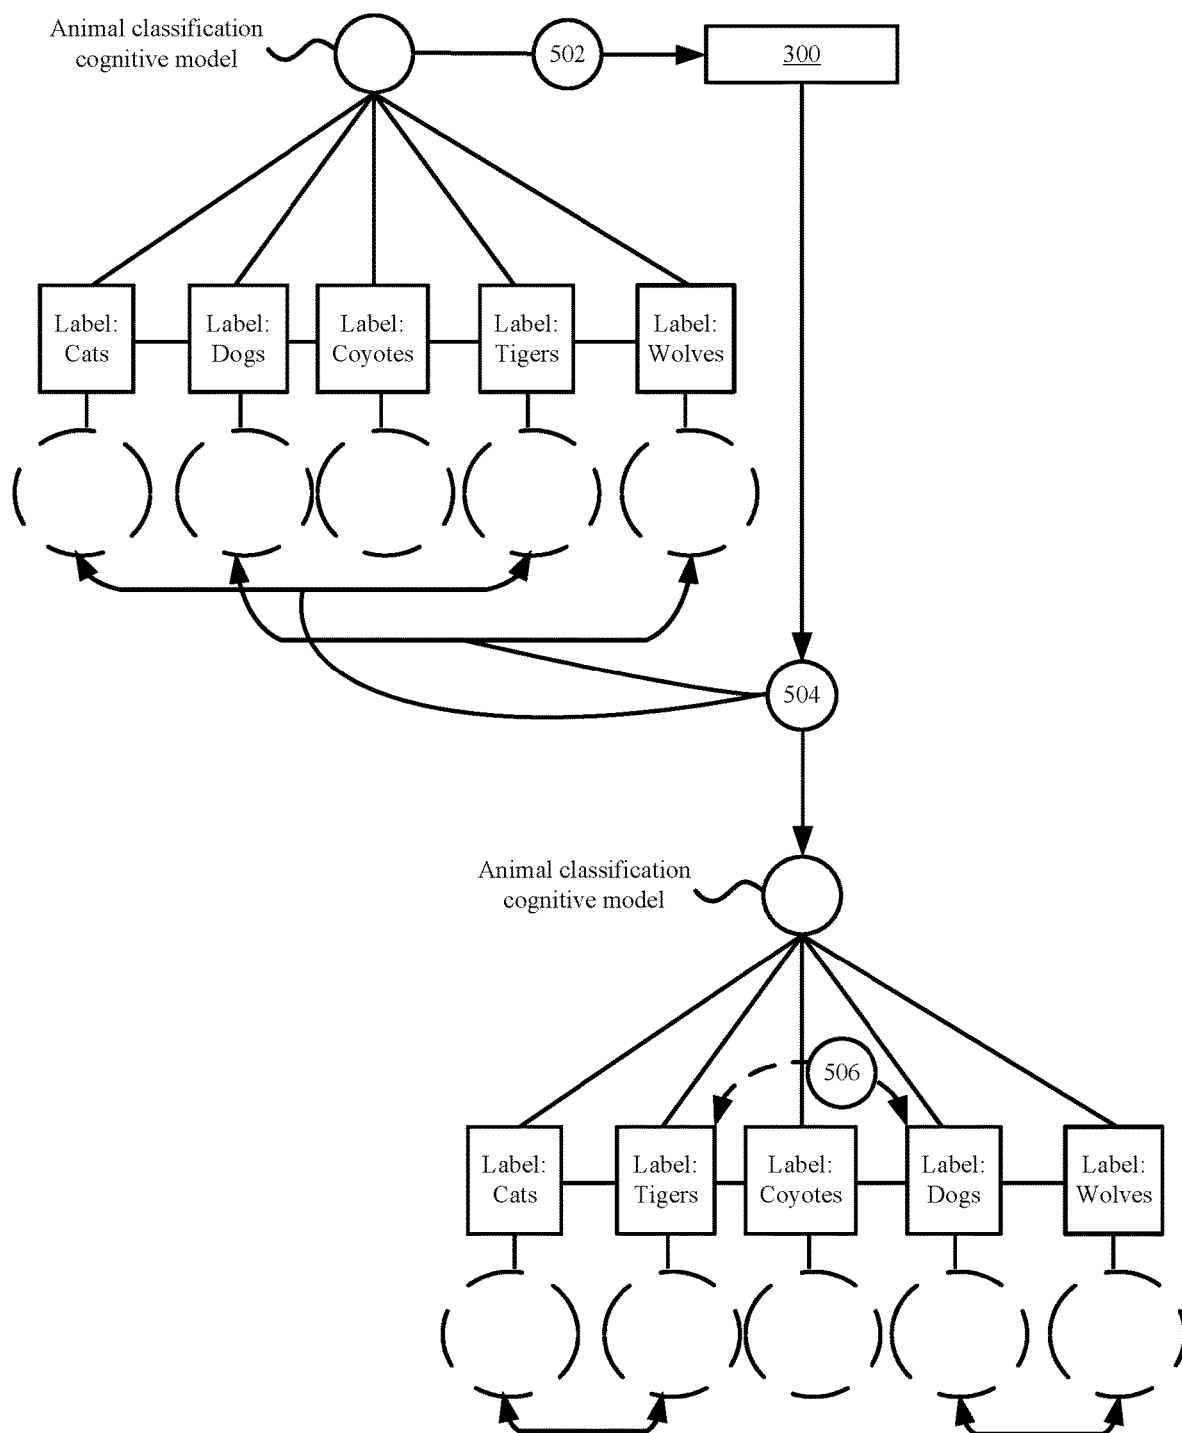 Animal classification
cognitive model
502
300
Label:
Cats
Label:
Dogs
Label:
Coyotes
Label:
Tigers
Label:
Wolves
504
Animal classification
cognitive model
506
Label:
Cats
Label:
Tigers
Label:
Coyotes
Label:
Dogs
Label:
Wolves